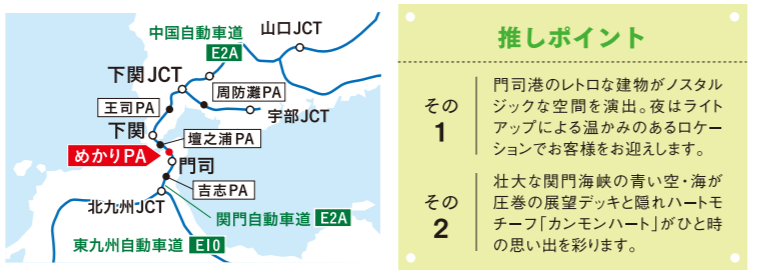 中国自動車道
E2A
山口JCT
下関JCT
周防灘PA
王司PA
宇部JCT
下関
壇之浦PA
めかりPA
門司
吉志PA
北九州JCT
関門自動車道 E2A
東九州自動車道 E10
推しポイント
その
1
門司港のレトロな建物がノスタル
ジックな空間を演出。夜はライト
アップによる温かみのあるロケー
ションでお客様をお迎えします。
その
2
壮大な関門海峡の青い空・海が
圧巻の展望デッキと隠れハートモ
チーフ「カンモンハート」がひと時
の思い出を彩ります。